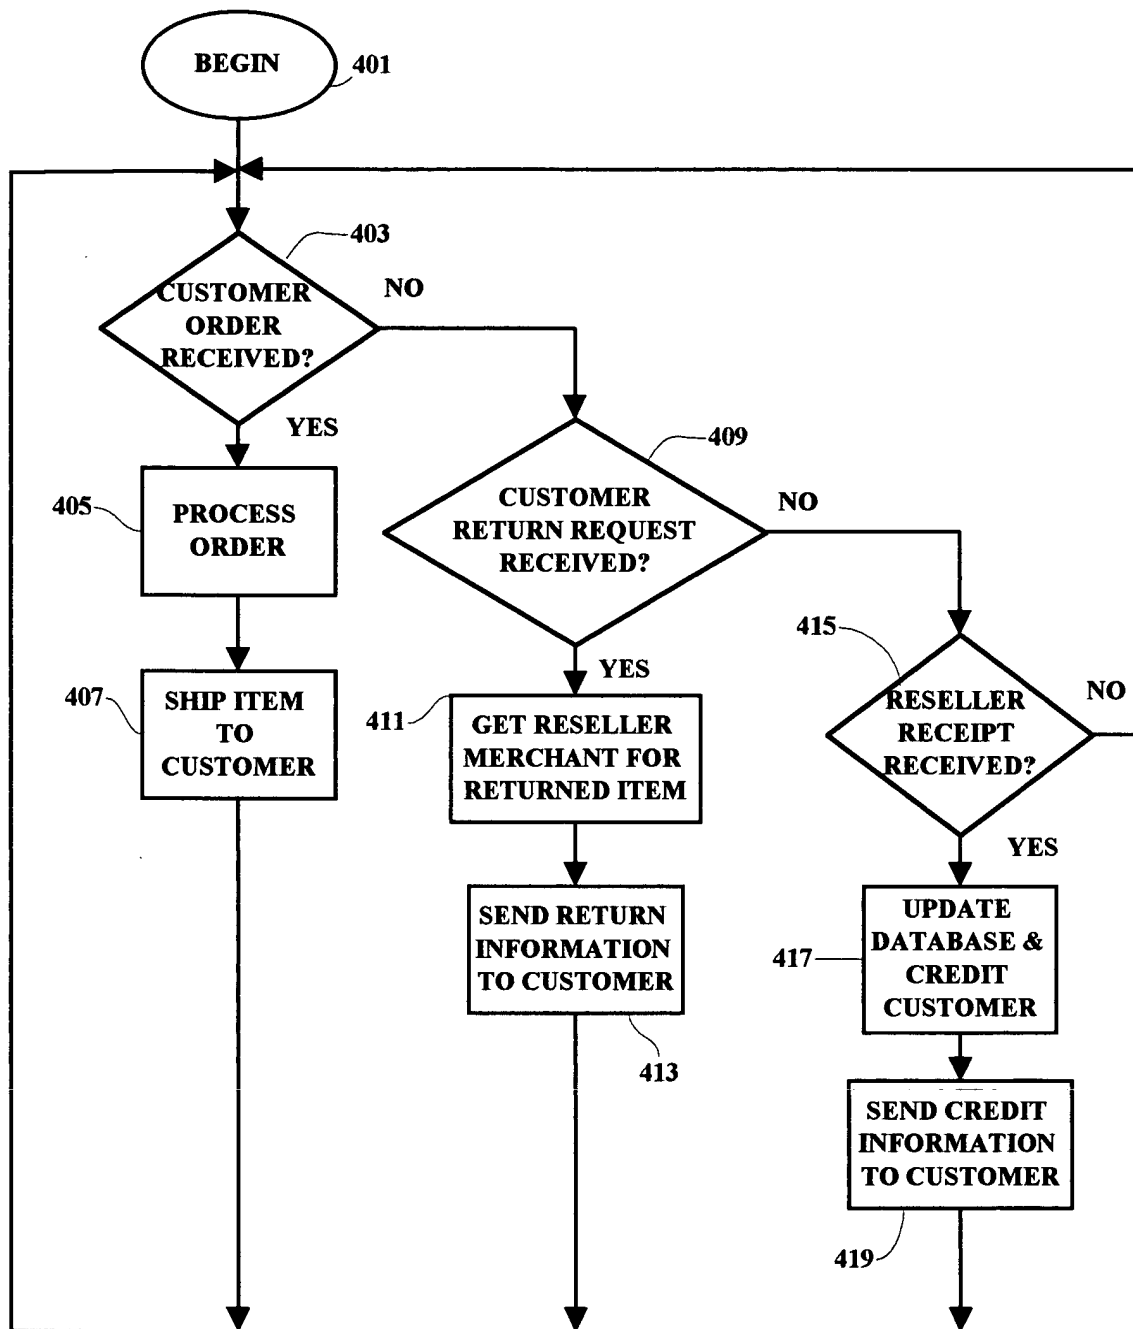 BEGIN
401
403
CUSTOMER
ORDER
RECEIVED?
NO
YES
409
405
PROCESS
ORDER
CUSTOMER
RETURN REQUEST
RECEIVED?
NO
YES
415
407
SHIP ITEM
TO
CUSTOMER
411
GET RESELLER
MERCHANT FOR
RETURNED ITEM
RESELLER
RECEIPT
RECEIVED?
NO
YES
SEND RETURN
INFORMATION
TO CUSTOMER
413
417
UPDATE
DATABASE &
CREDIT
CUSTOMER
SEND CREDIT
INFORMATION
TO CUSTOMER
419